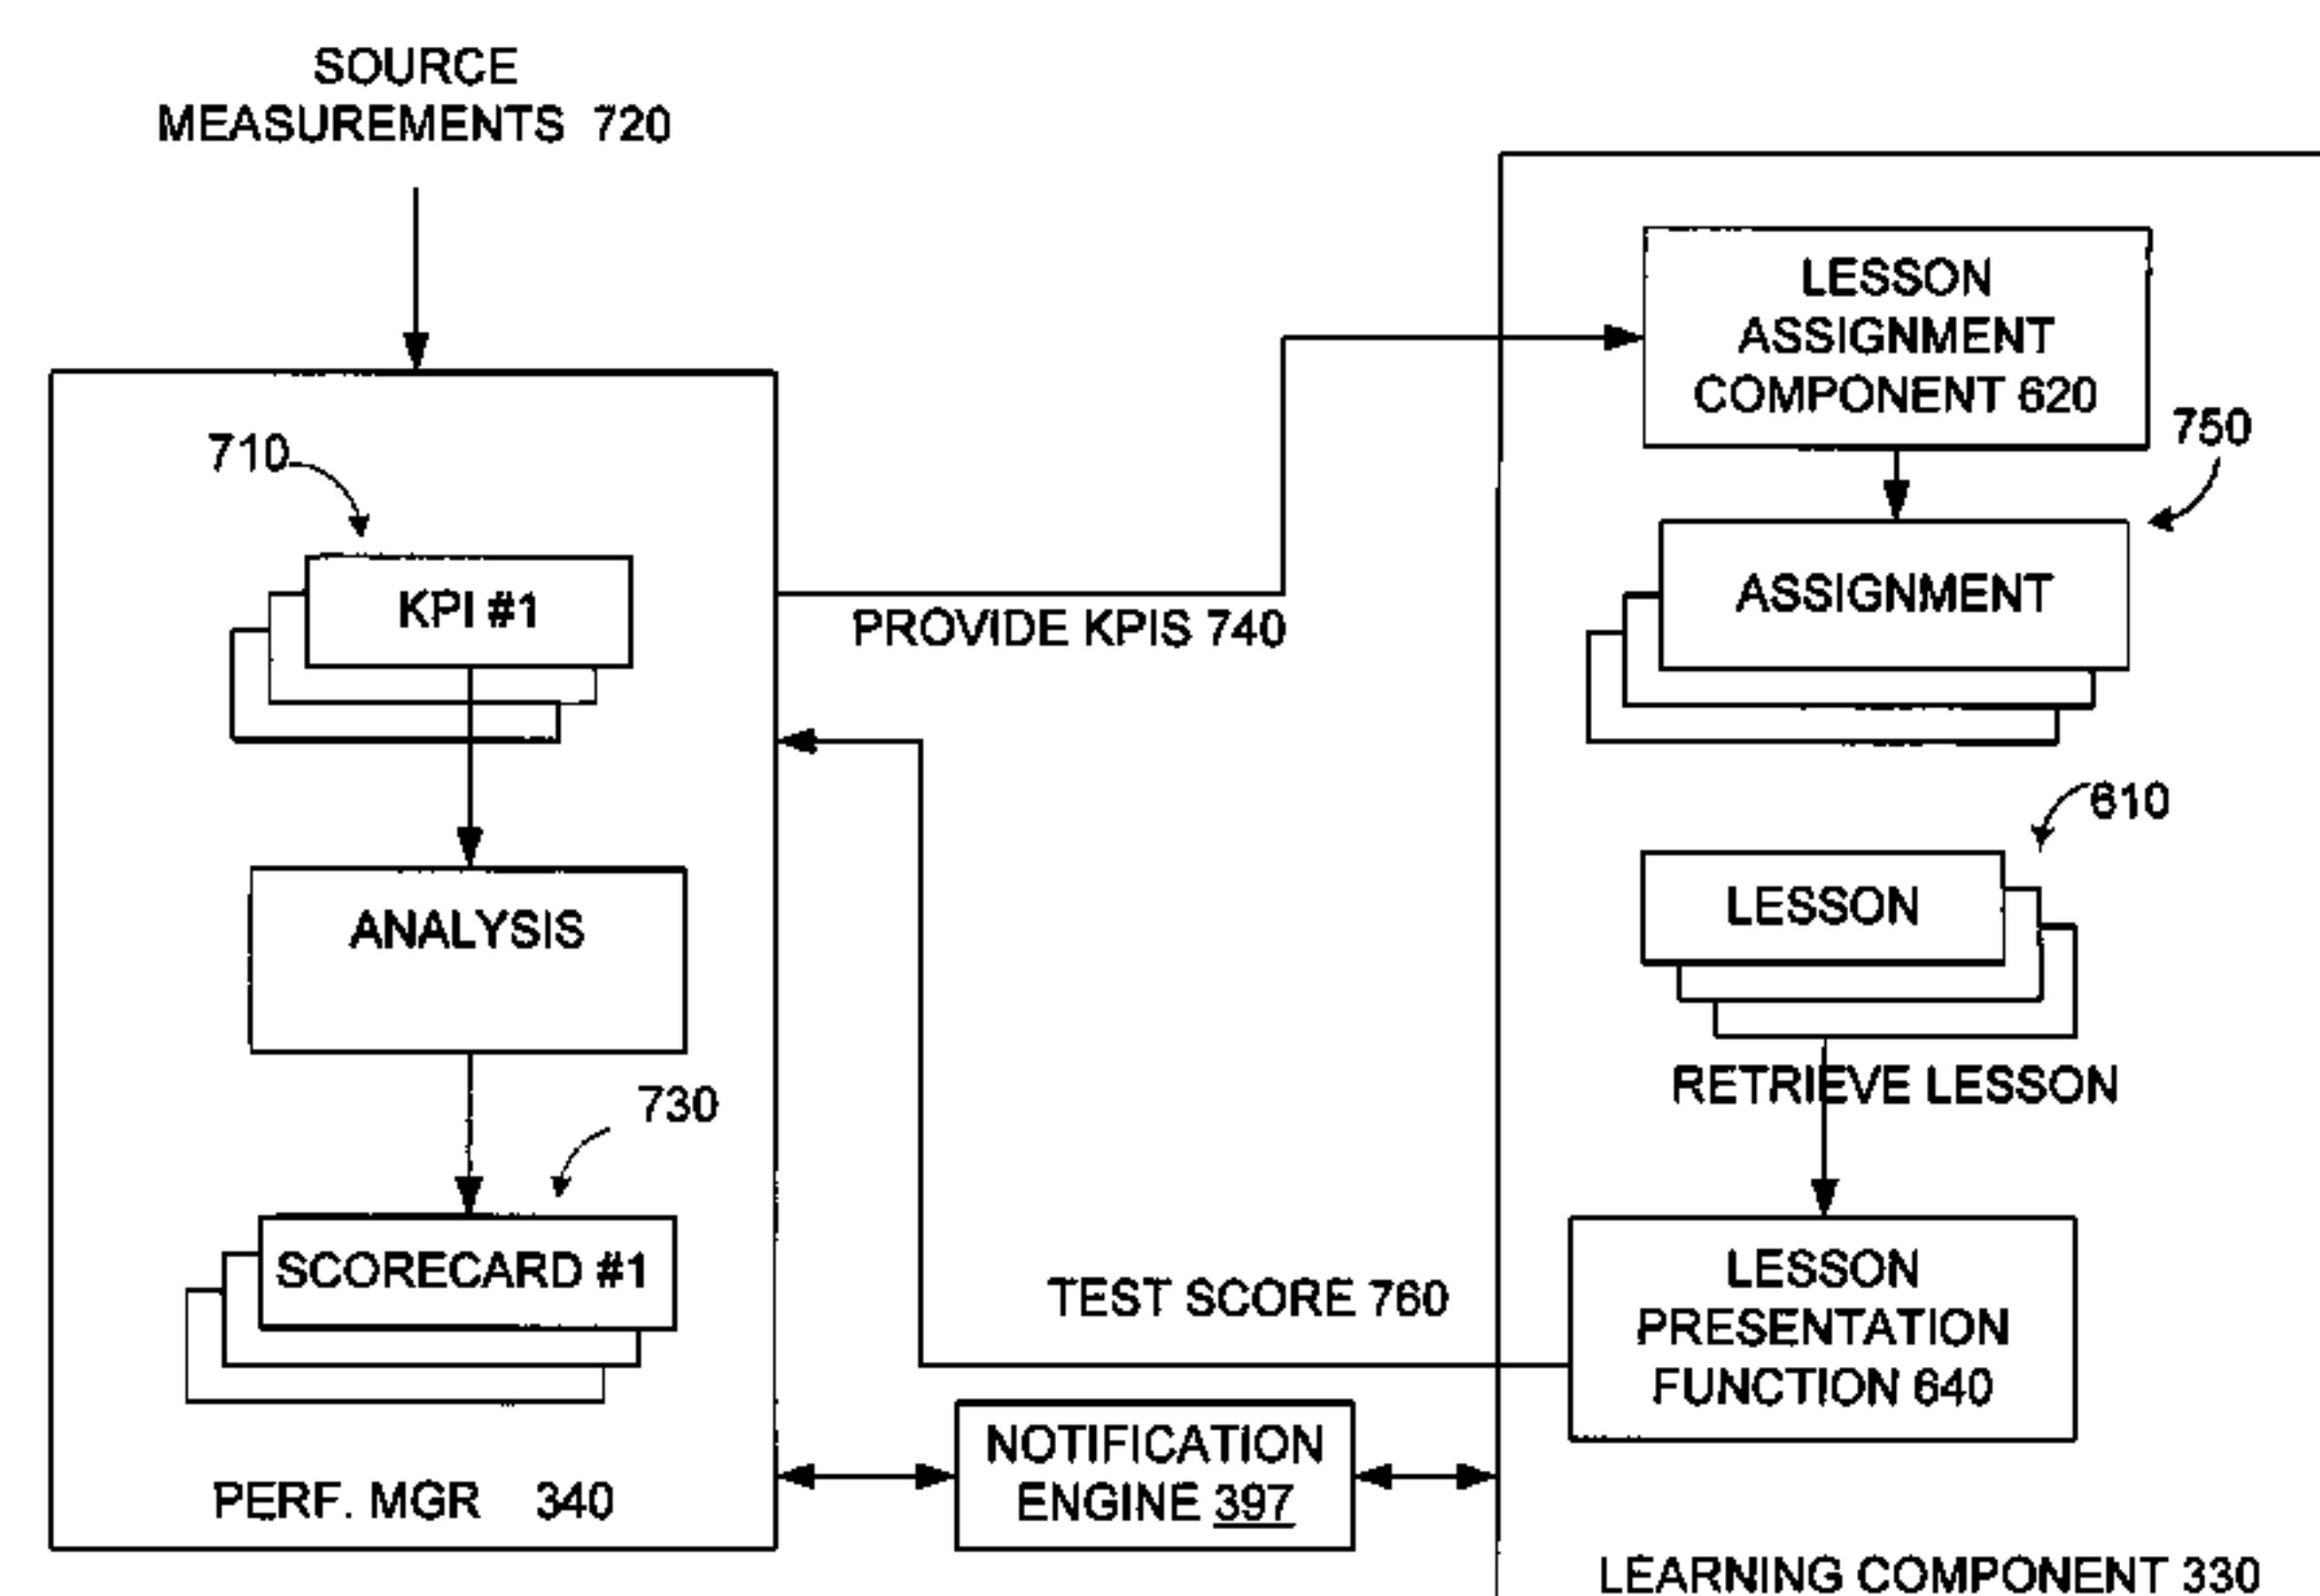 SOURCE
MEASUREMENTS 720
710
KPI #1
ANALYSIS
730
SCORECARD #1
PERF. MGR 340
PROVIDE KPIS 740
TEST SCORE 760
NOTIFICATION
ENGINE 397
LESSON
ASSIGNMENT
COMPONENT 620
750
ASSIGNMENT
610
LESSON
RETRIEVE LESSON
LESSON
PRESENTATION
FUNCTION 640
LEARNING COMPONENT 330